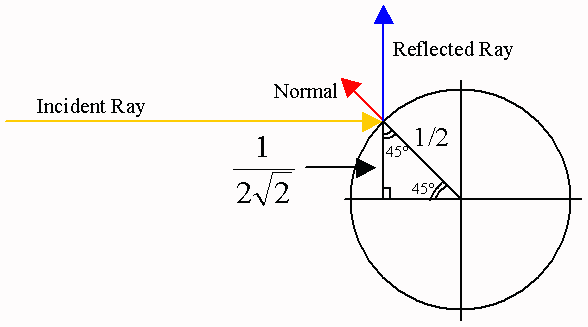 Reflected Ray
Normal
Incident Ray
1/2
45°
1
2√2
45°